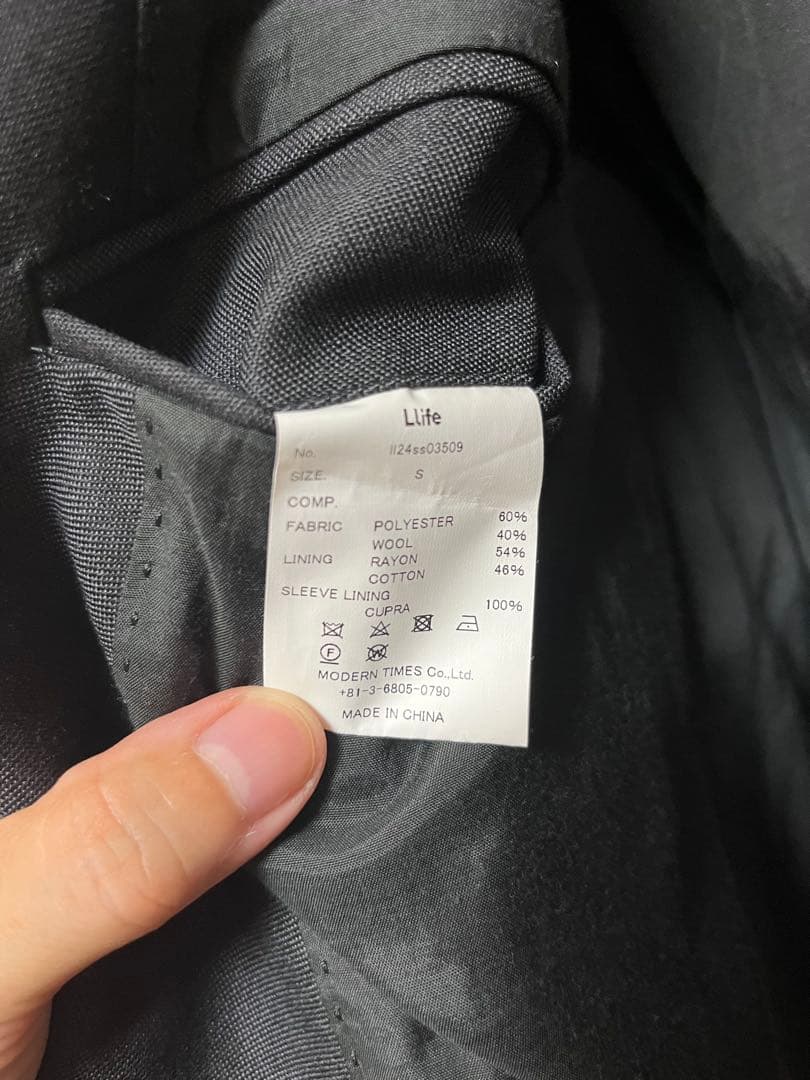 Llife
No. ll24ss03509
SIZE. S
COMP.
FABRIC POLYESTER 60%
WOOL 40%
LINING RAYON 54%
COTTON 46%
SLEEVE LINING
CUPRA 100%
F W
MODERN TIMES Co.,Ltd.
+81-3-6805-0790
MADE IN CHINA